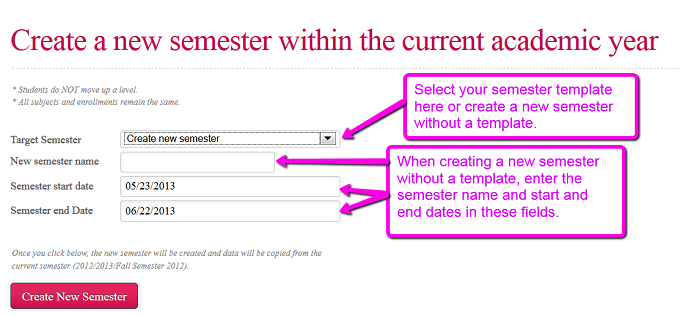 Create a new semester within the current academic year
* Students do NOT move up a level.
* All subjects and enrollments remain the same.
Select your semester template
here or create a new semester
without a template.
Target Semester
Create new semester
New semester name
When creating a new semester
without a template, enter the
semester name and start and
end dates in these fields.
Semester start date
05/23/2013
Semester end Date
06/22/2013
Once you click below, the new semester will be created and data will be copied from the
current semester (2012/2013/Fall Semester 2012).
Create New Semester